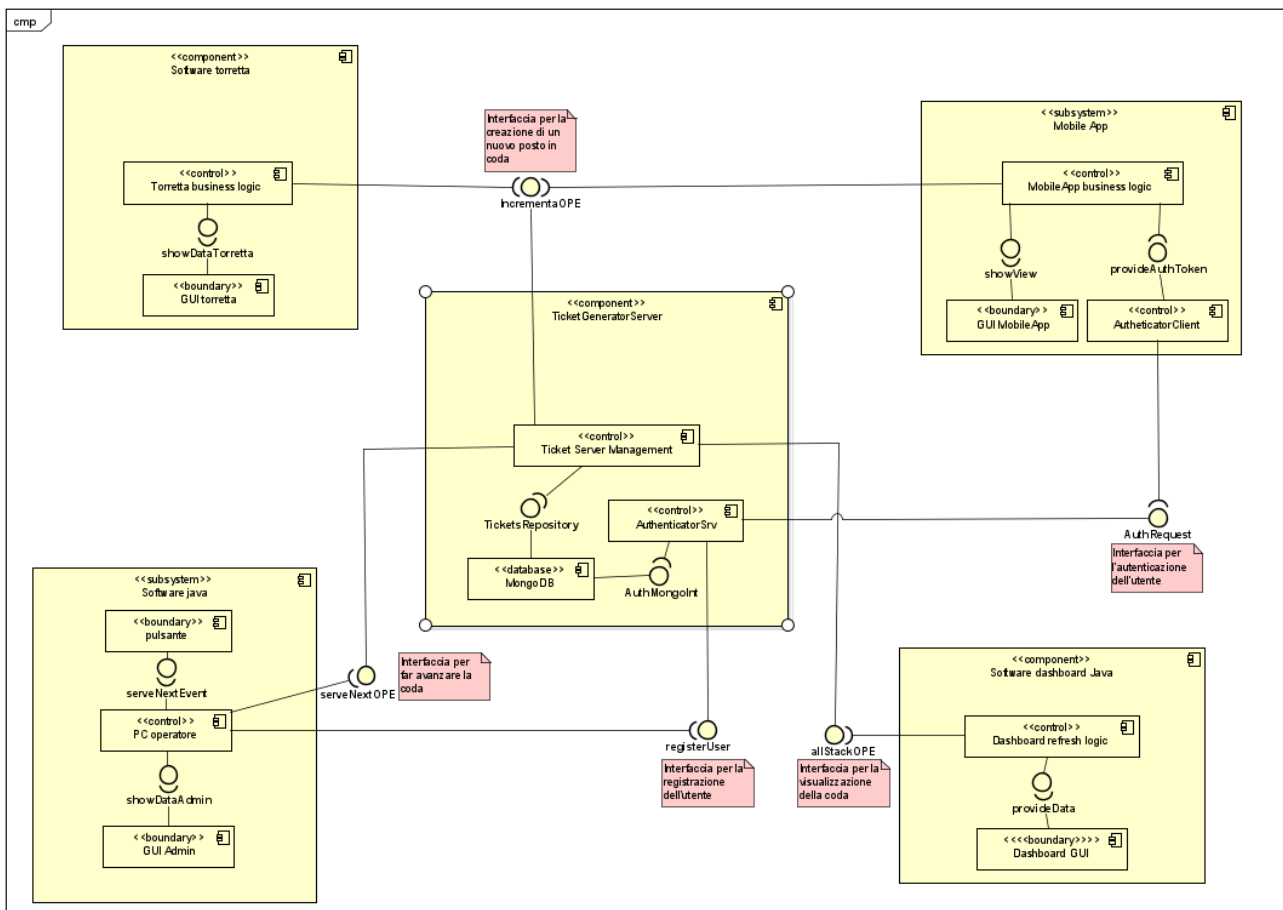 cmp
<<component>>
Software torretta
<<control>>
Torretta business logic
showDataTorretta
<<boundary>>
GUI torretta
Interfaccia per la
creazione di un
nuovo posto in
coda
IncrementaOPE
<<subsystem>>
Mobile App
<<control>>
MobileApp business logic
showView
provideAuthToken
<<boundary>>
GUI MobileApp
<<control>>
AutheticatorClient
<<component>>
TicketGeneratorServer
<<control>>
Ticket Server Management
TicketsRepository
<<control>>
AuthenticatorSrv
<<database>>
MongoDB
AuthMongoInt
AuthRequest
Interfaccia per
l'autenticazione
dell'utente
<<subsystem>>
Software java
<<boundary>>
pulsante
serveNextEvent
<<control>>
PC operatore
showDataAdmin
<<boundary>>
GUI Admin
serveNextOPE
Interfaccia per
far avanzare la
coda
registerUser
Interfaccia per la
registrazione
dell'utente
allStackOPE
Interfaccia per la
visualizzazione
della coda
<<component>>
Software dashboard Java
<<control>>
Dashboard refresh logic
provideData
<<<<boundary>>>>
Dashboard GUI